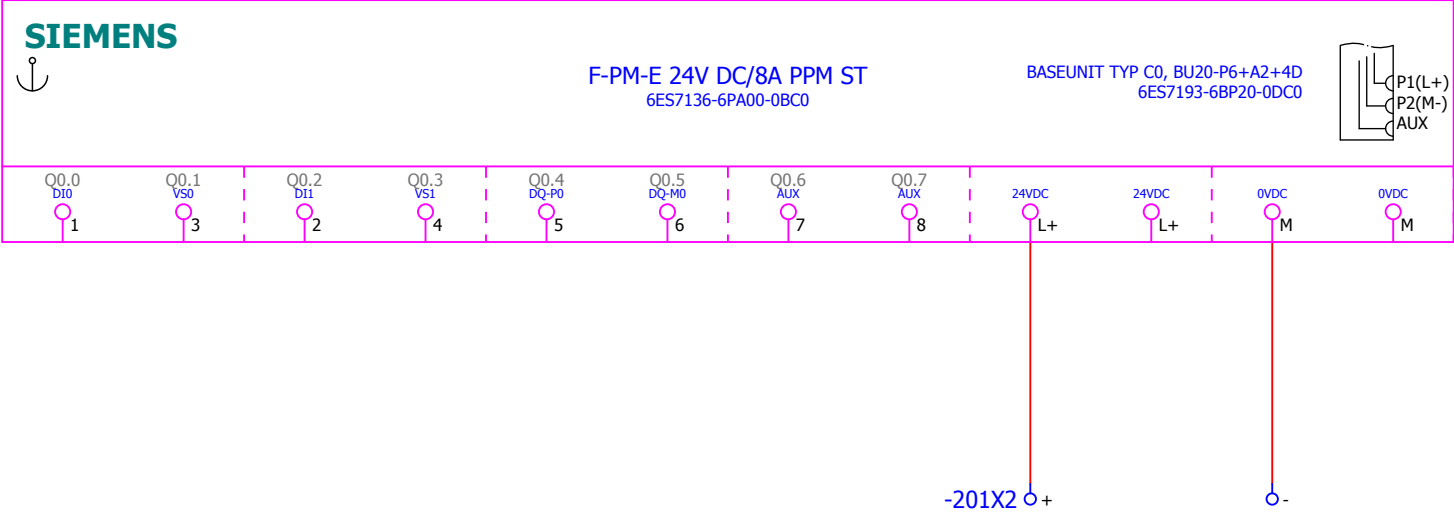 SIEMENS
F-PM-E 24V DC/8A PPM ST
6ES7136-6PA00-0BC0
BASEUNIT TYP C0, BU20-P6+A2+4D
6ES7193-6BP20-0DC0
P1(L+)
P2(M-)
AUX
Q0.0 Q0.1 Q0.2 Q0.3 Q0.4 Q0.5 Q0.6 Q0.7
DI0 VS0 DI1 VS1 DQ-P0 DQ-M0 AUX AUX 24VDC 24VDC 0VDC 0VDC
1 3 2 4 5 6 7 8 L+ L+ M M
-201X2 + -